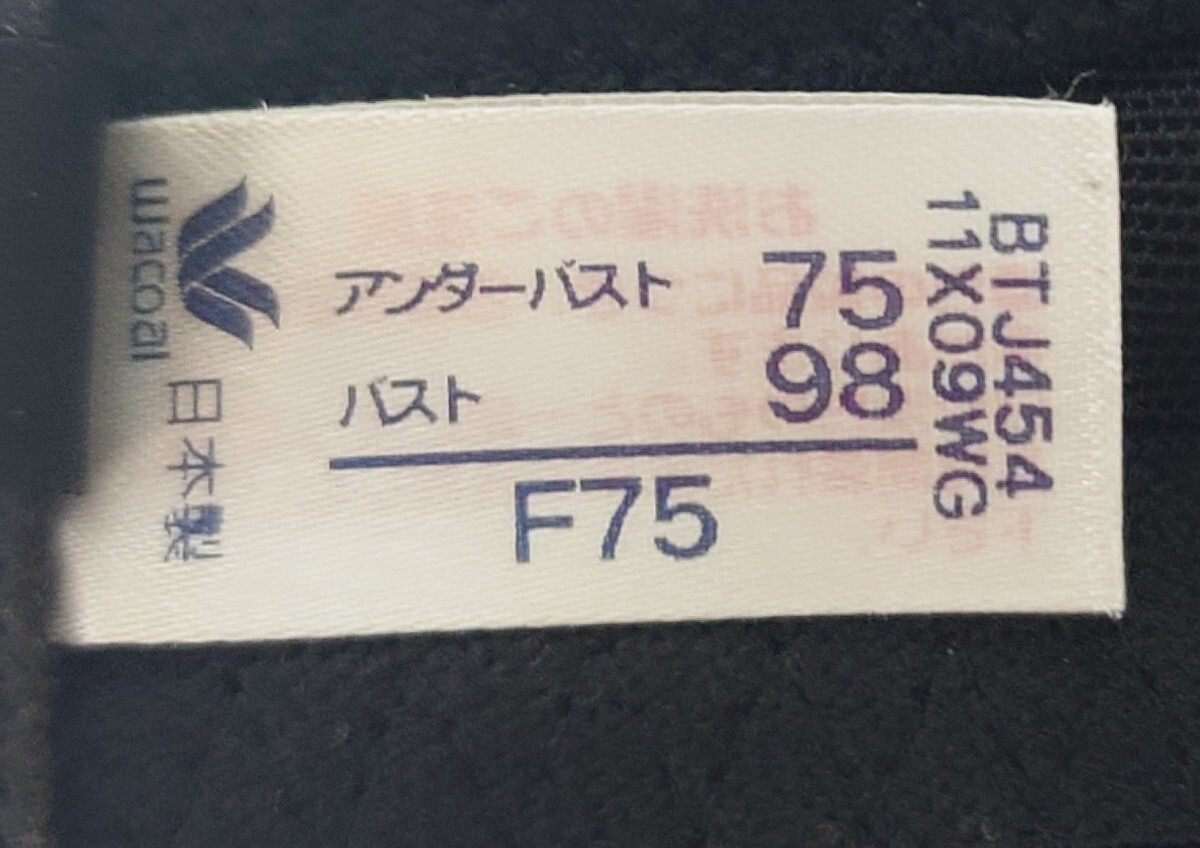 wacoal
日本製
アンダーバスト 75
バスト 98
F75
BTJ454
11X09WG